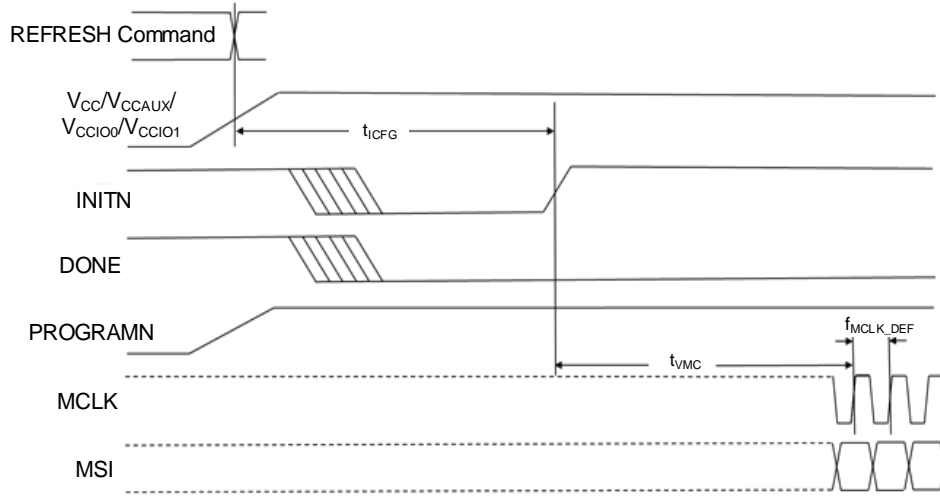 REFRESH Command
VCC/VCCAUX/
VCCIO0/VCCIO1
tICFG
INITN
DONE
PROGRAMN
fMCLK_DEF
tVMC
MCLK
MSI